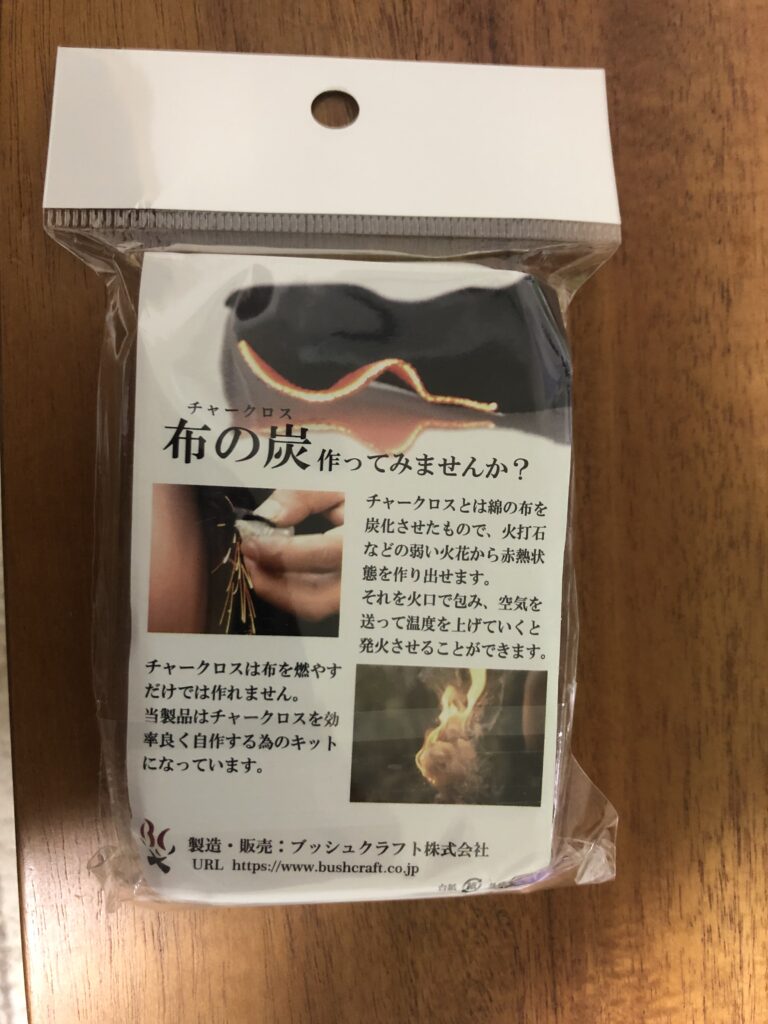 チャークロス
布の炭作ってみませんか？
チャークロスとは綿の布を
炭化させたもので、火打石
などの弱い火花から赤熱状
態を作り出せます。
それを火口で包み、空気を
送って温度を上げていくと
発火させることができます。
チャークロスは布を燃やす
だけでは作れません。
当製品はチャークロスを効
率良く自作する為のキット
になっています。
製造・販売：ブッシュクラフト株式会社
URL https://www.bushcraft.co.jp
台紙